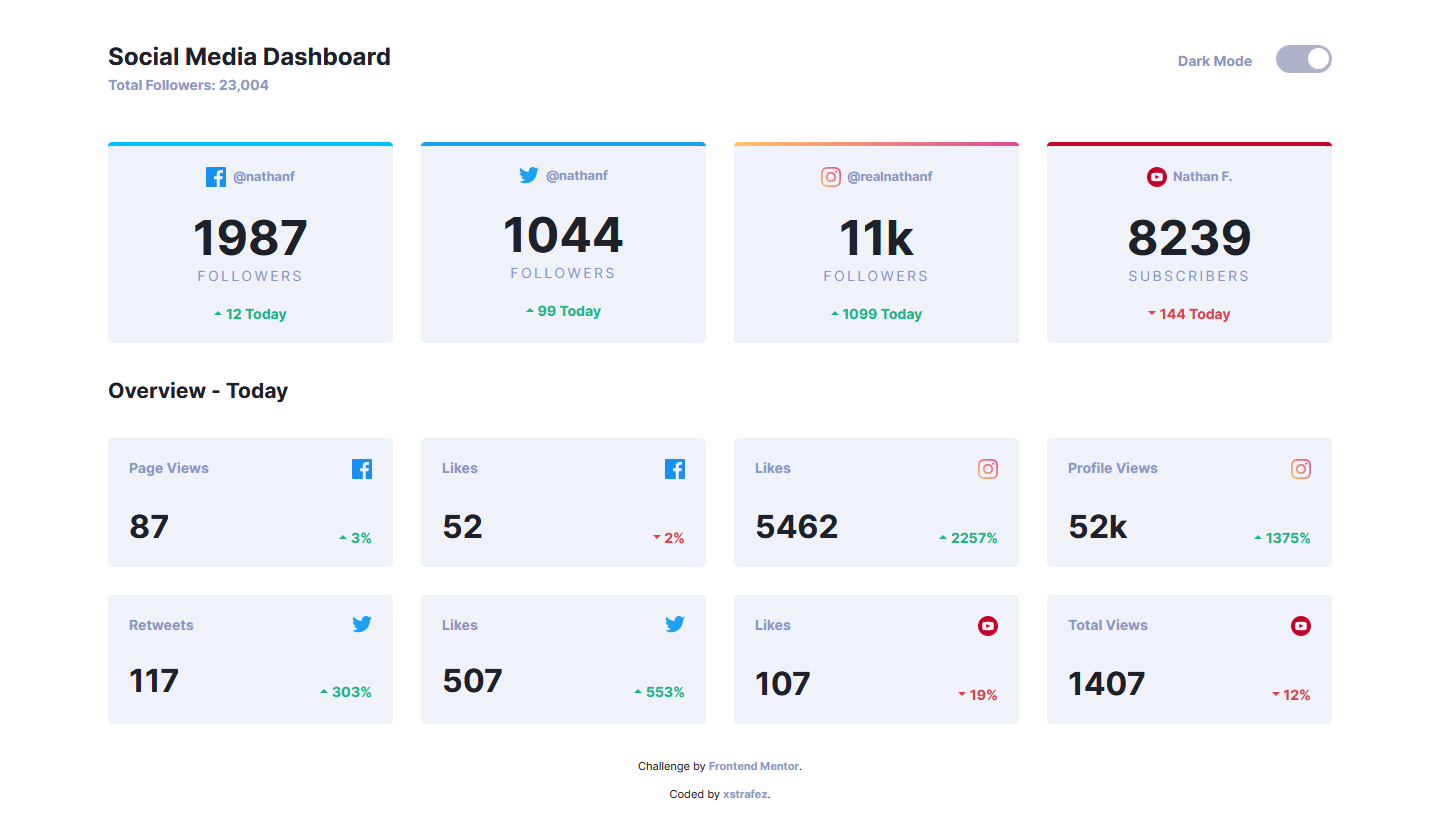 Social Media Dashboard
Total Followers: 23,004
Dark Mode
@nathanf
1987
FOLLOWERS
12 Today
@nathanf
1044
FOLLOWERS
99 Today
@realnathanf
11k
FOLLOWERS
1099 Today
Nathan F.
8239
SUBSCRIBERS
144 Today
Overview - Today
Page Views
87
3%
Likes
52
2%
Likes
5462
2257%
Profile Views
52k
1375%
Retweets
117
303%
Likes
507
553%
Likes
107
19%
Total Views
1407
12%
Challenge by Frontend Mentor.
Coded by xstrafez.